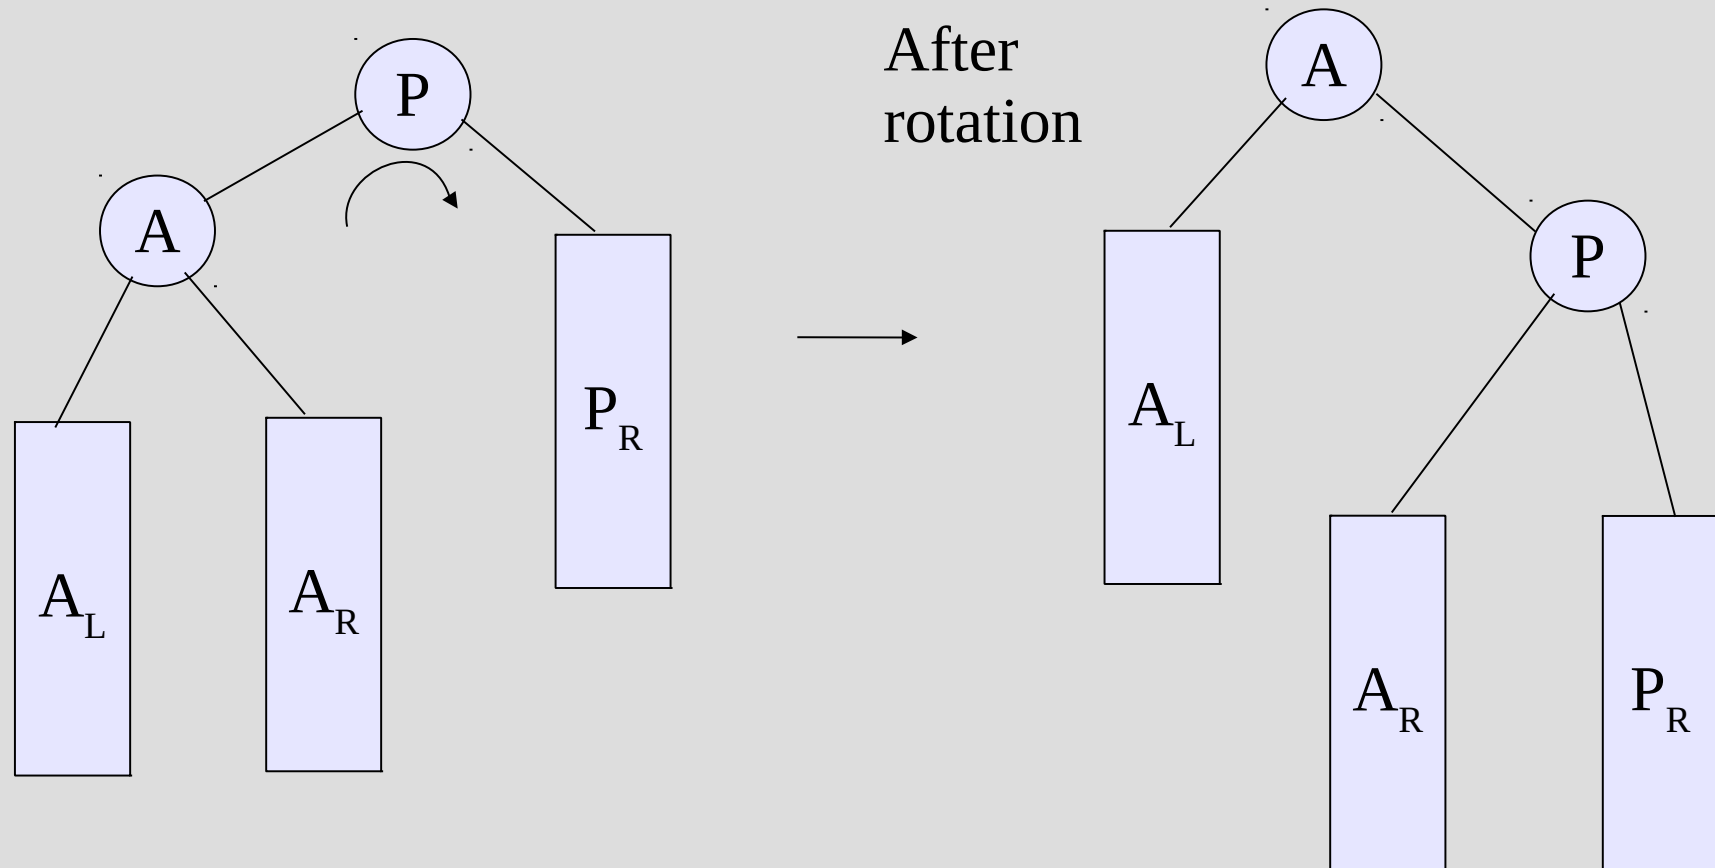 P
A
A_L
A_R
P_R
After
rotation
A
P
A_L
A_R
P_R